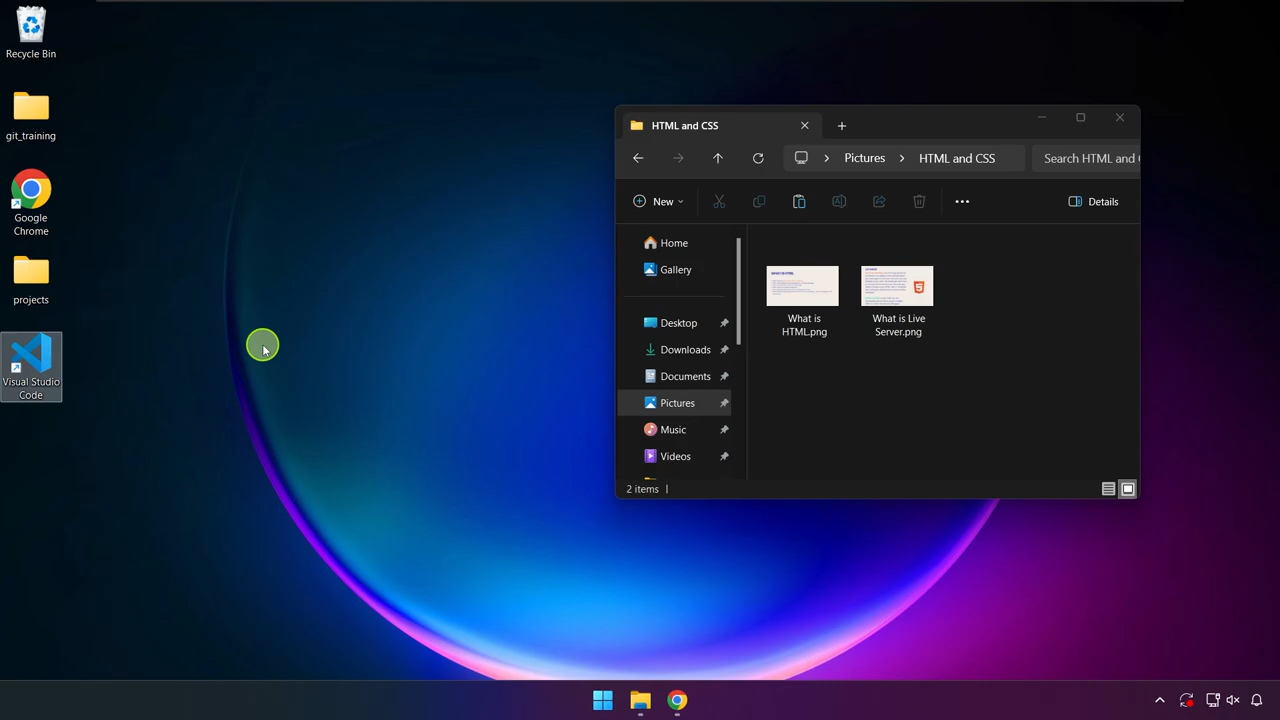 Recycle Bin
git_training
Google
Chrome
projects
Visual Studio
Code
HTML and CSS
Pictures
HTML and CSS
Search HTML and
New
Details
Home
Gallery
Desktop
Downloads
Documents
Pictures
Music
Videos
What is
HTML.png
What is Live
Server.png
2 items